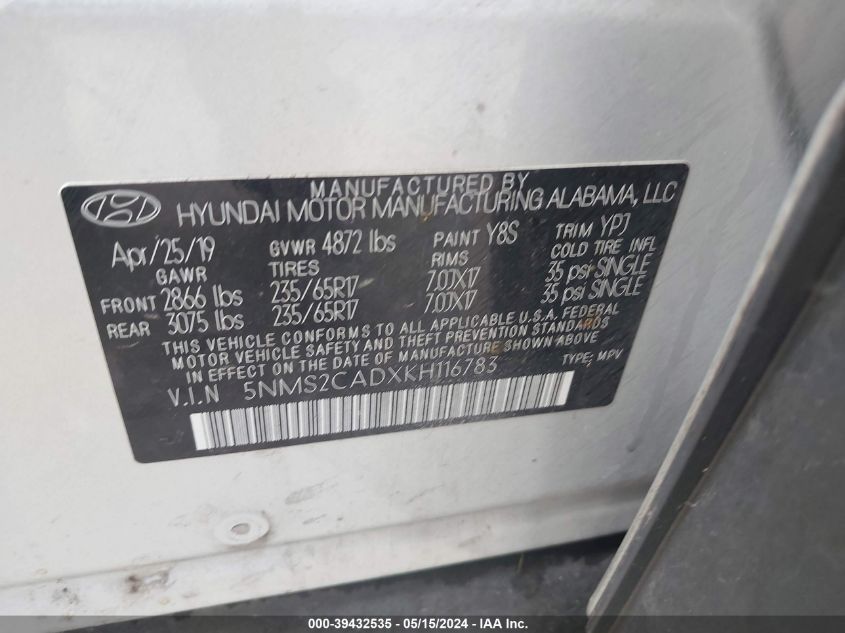 MANUFACTURED BY
HYUNDAI MOTOR MANUFACTURING ALABAMA, LLC
Apr/25/19 GVWR 4872 lbs PAINT Y8S TRIM YPJ
GAWR TIRES RIMS COLD TIRE INFL
FRONT 2866 lbs 235/65R17 7.0JX17 35 psi SINGLE
REAR 3075 lbs 235/65R17 7.0JX17 35 psi SINGLE
THIS VEHICLE CONFORMS TO ALL APPLICABLE U.S.A. FEDERAL
MOTOR VEHICLE SAFETY AND THEFT PREVENTION STANDARDS
IN EFFECT ON THE DATE OF MANUFACTURE SHOWN ABOVE
V.I.N 5NMS2CADXKH116783 TYPE: MPV
000-39432535 - 05/15/2024 - IAA Inc.